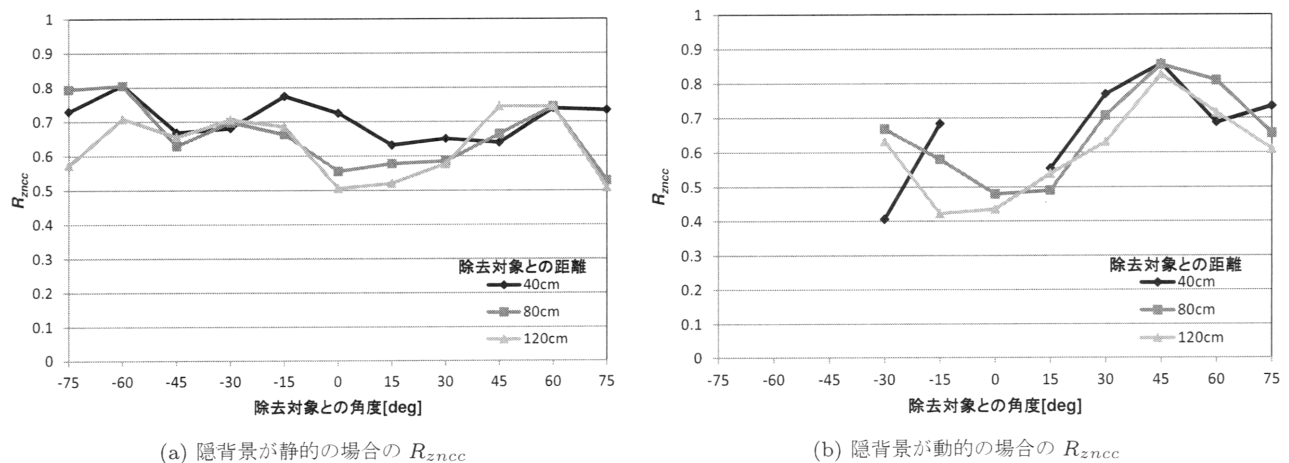 1
0.9
0.8
0.7
0.6
0.5
0.4
0.3
0.2
0.1
0
R_zncc
-75 -60 -45 -30 -15 0 15 30 45 60 75
除去対象との角度[deg]
除去対象との距離
40cm
80cm
120cm
(a) 隠背景が静的の場合の R_zncc
1
0.9
0.8
0.7
0.6
0.5
0.4
0.3
0.2
0.1
0
R_zncc
-75 -60 -45 -30 -15 0 15 30 45 60 75
除去対象との角度[deg]
除去対象との距離
40cm
80cm
120cm
(b) 隠背景が動的の場合の R_zncc